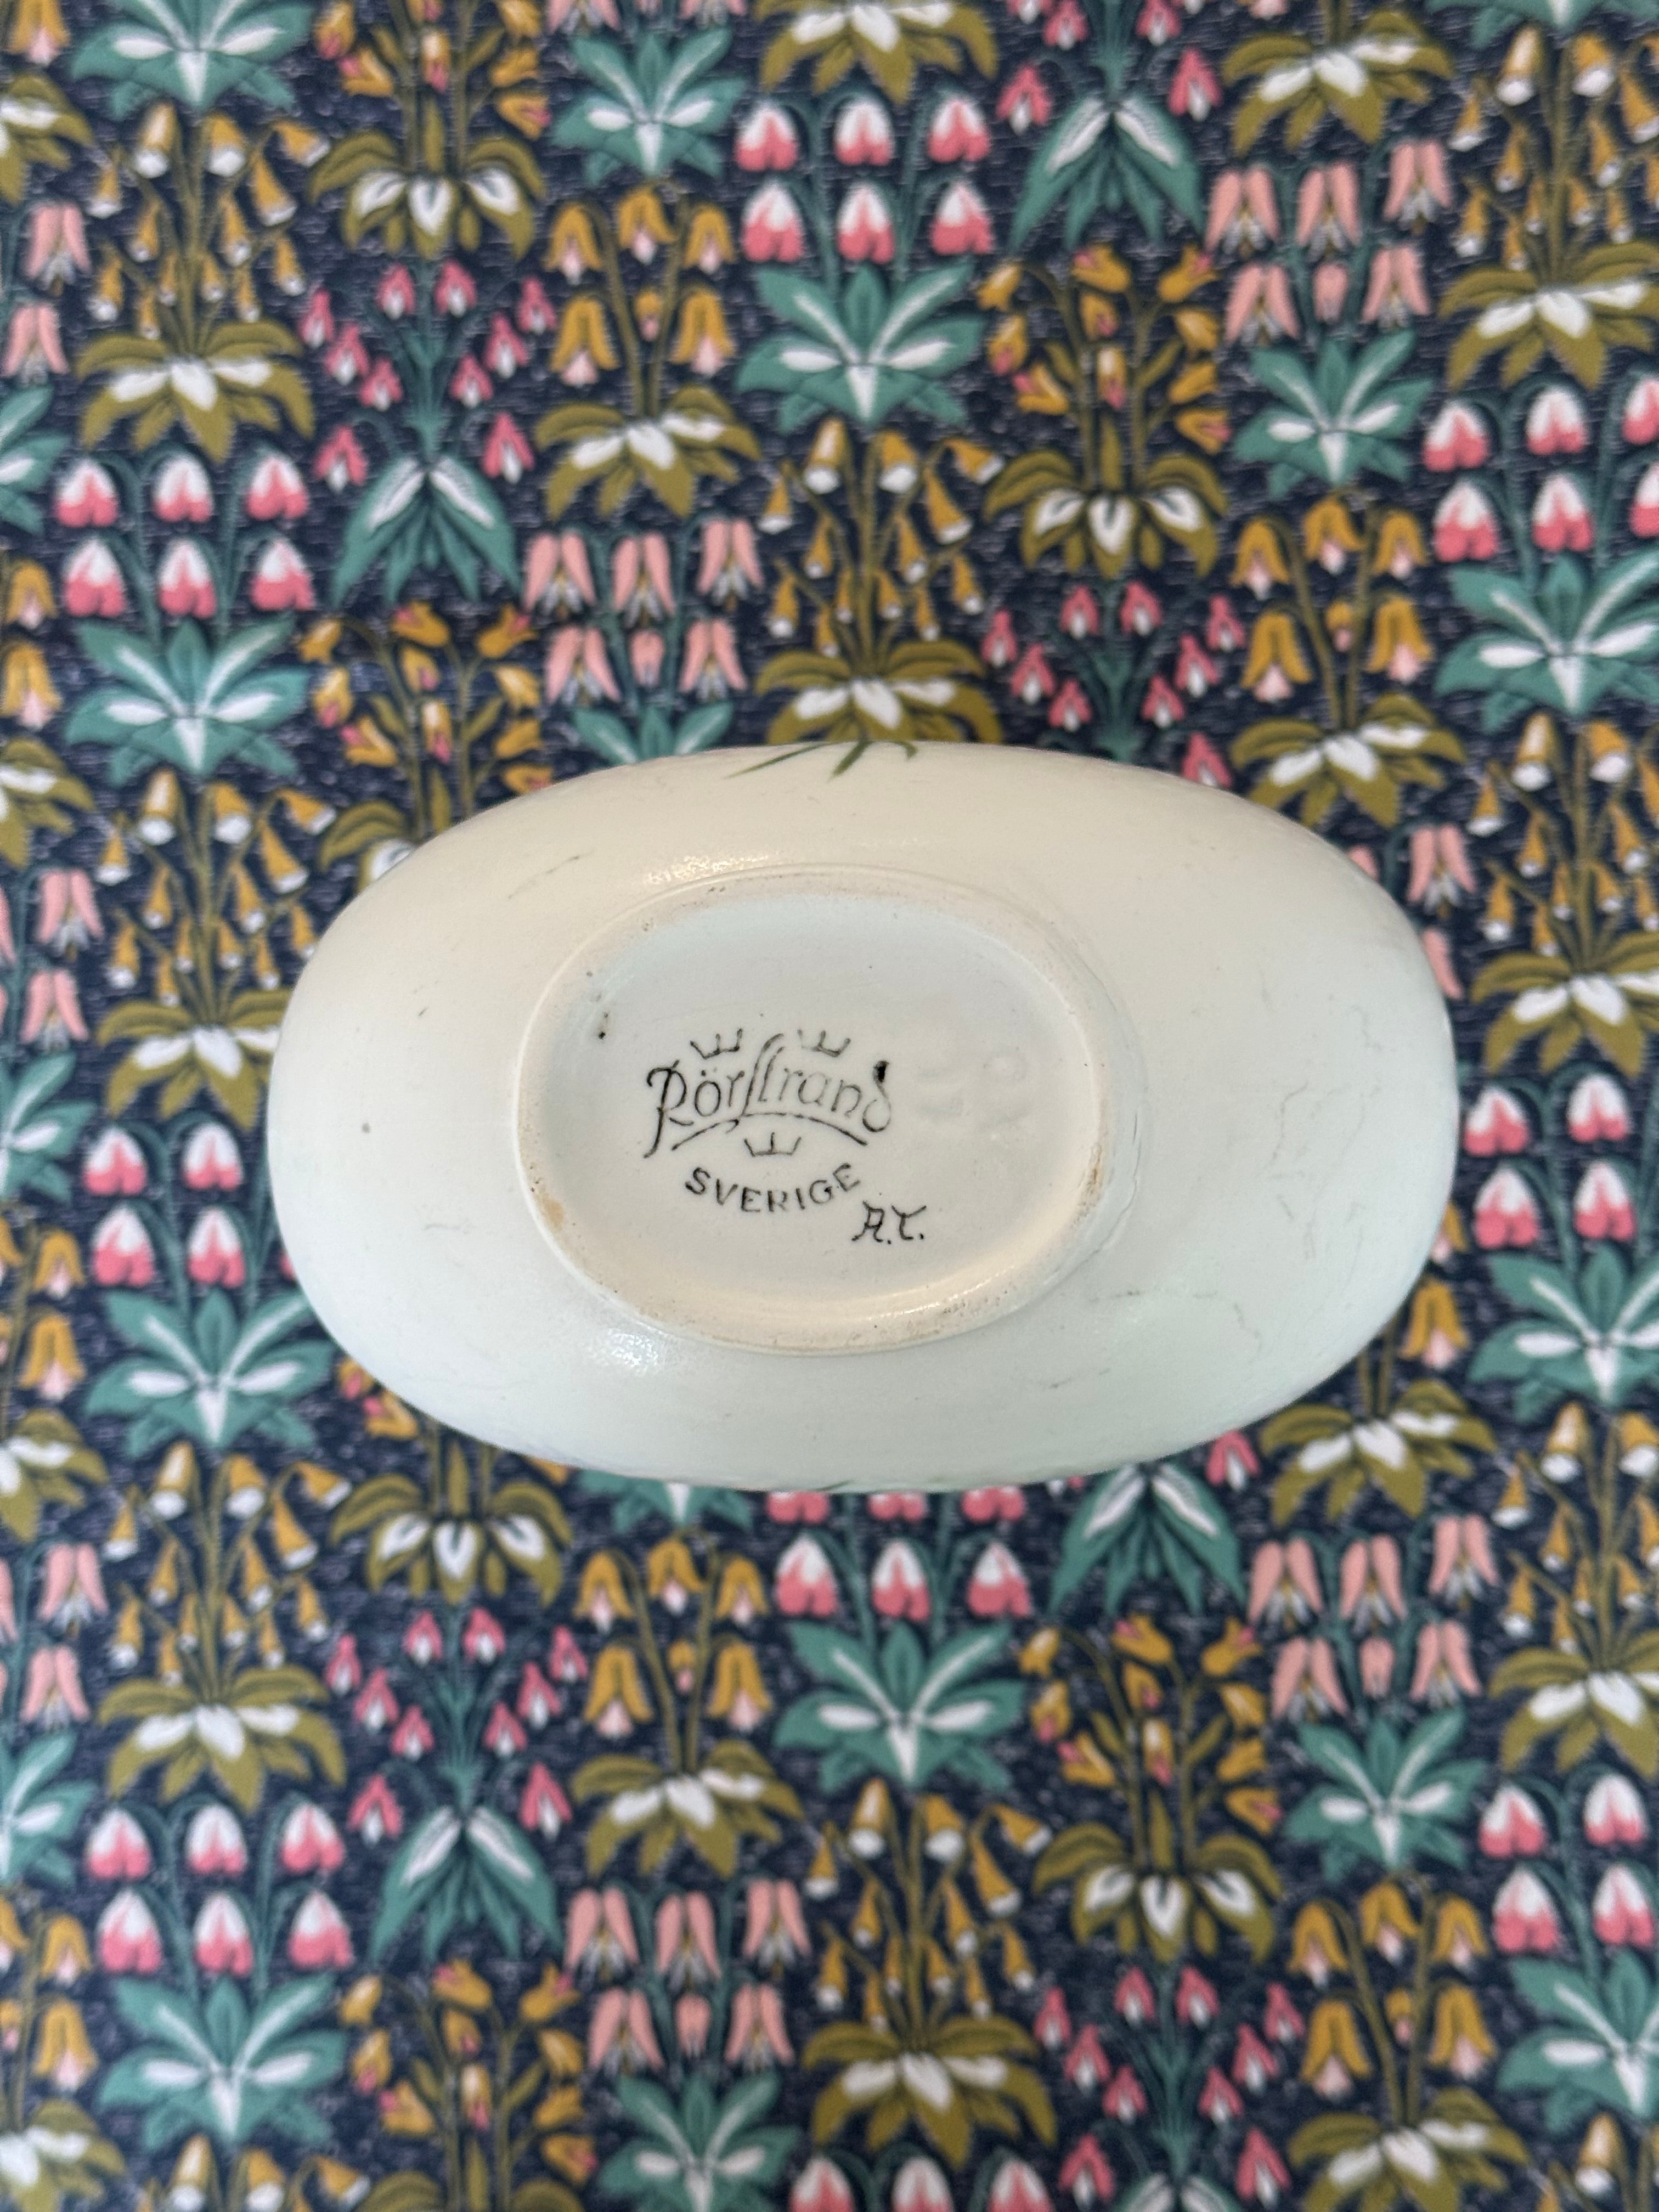 Rörstrand
SVERIGE
A.T.